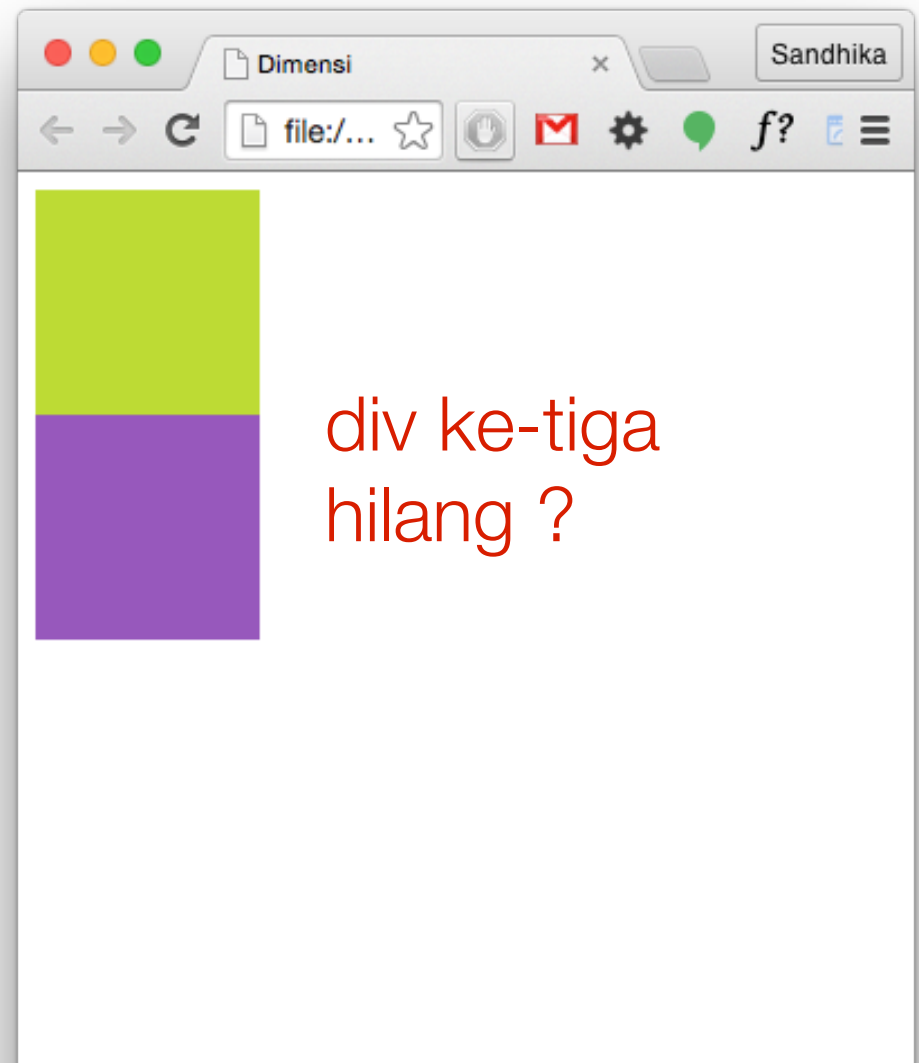 Dimensi
Sandhika
file:/...
f?
div ke-tiga
hilang ?